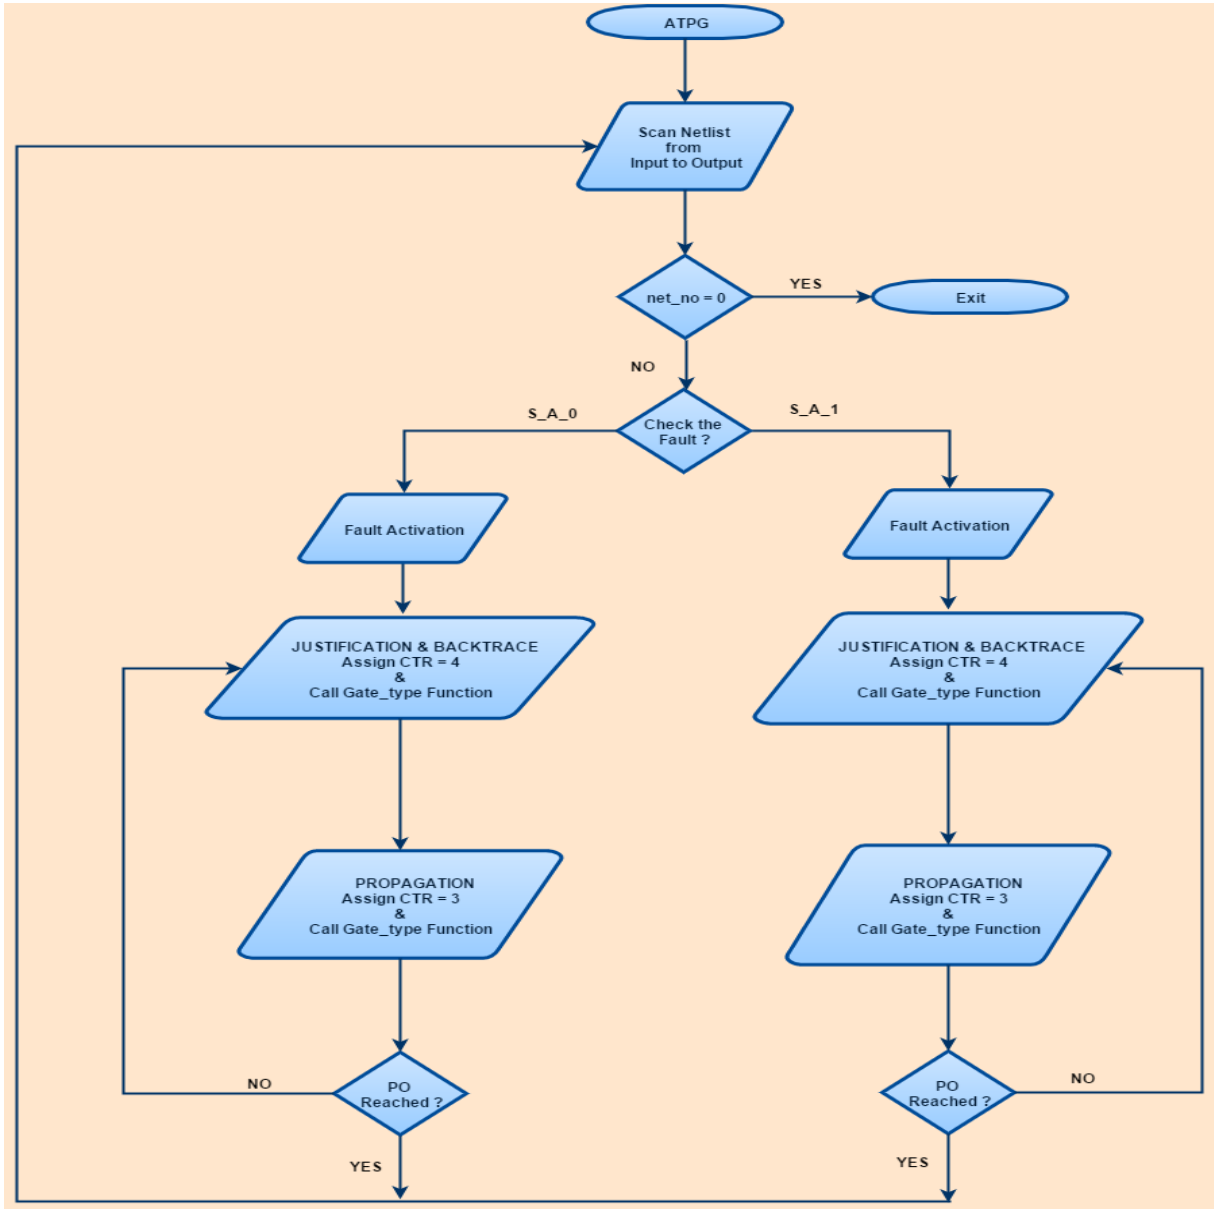 ATPG
Scan Netlist
from
Input to Output
net_no = 0
YES
Exit
NO
Check the
Fault ?
S_A_0
S_A_1
Fault Activation
JUSTIFICATION & BACKTRACE
Assign CTR = 4
&
Call Gate_type Function
PROPAGATION
Assign CTR = 3
&
Call Gate_type Function
PO
Reached ?
NO
YES
Fault Activation
JUSTIFICATION & BACKTRACE
Assign CTR = 4
&
Call Gate_type Function
PROPAGATION
Assign CTR = 3
&
Call Gate_type Function
PO
Reached ?
NO
YES